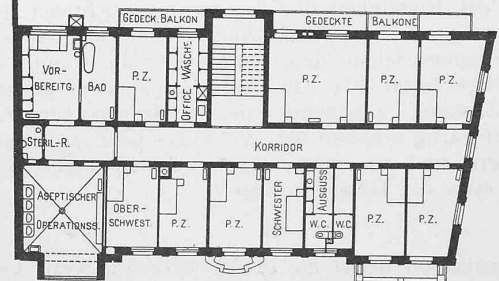 GEDECK. BALKON
GEDECKTE BALKONE
VOR-
BEREITG.
BAD
P.Z.
OFFICE
WÄSCHE
P.Z.
P.Z.
P.Z.
STERIL.-R.
KORRIDOR
ASEPTISCHER
OPERATIONSS.
OBER-
SCHWEST.
P.Z.
P.Z.
SCHWESTER
AUSGUSS
W.C.
W.C.
P.Z.
P.Z.